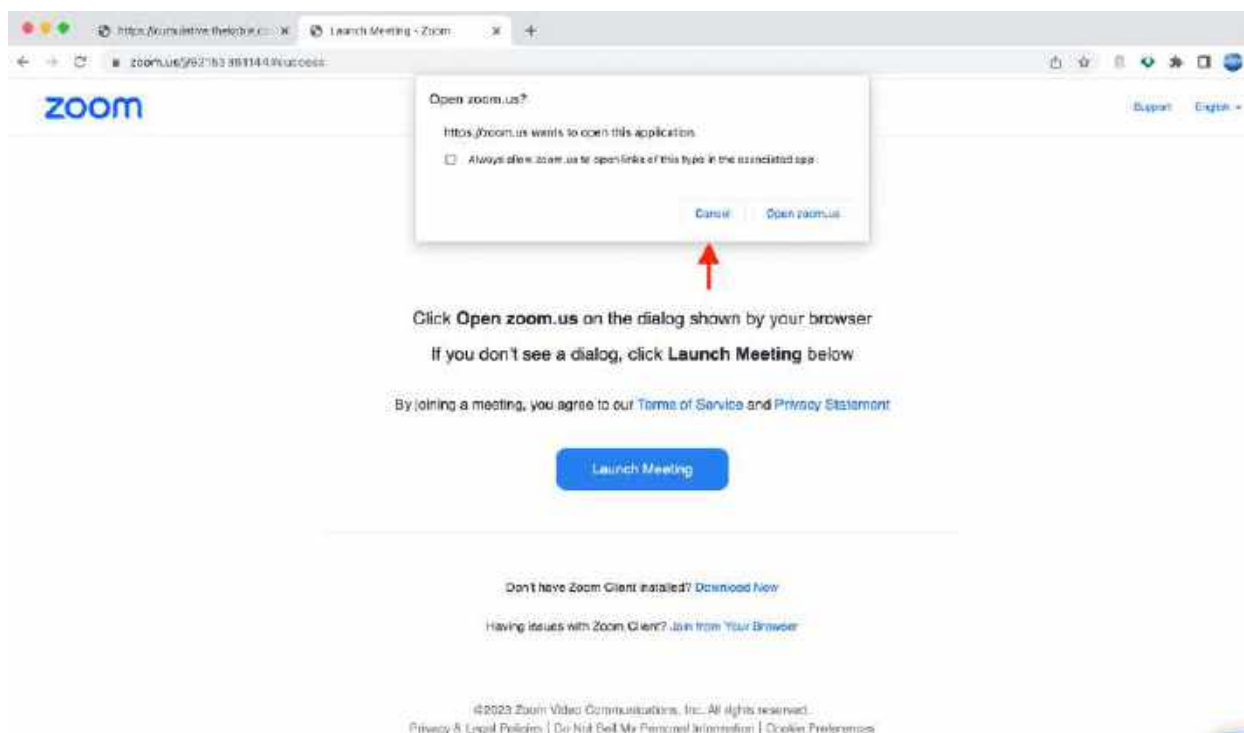 Launch Meeting - Zoom
zoom
Support English
Open zoom.us?
https://zoom.us wants to open this application.
Always allow zoom.us to open links of this type in the associated app
Cancel Open zoom.us
Click Open zoom.us on the dialog shown by your browser
If you don't see a dialog, click Launch Meeting below
By joining a meeting, you agree to our Terms of Service and Privacy Statement
Launch Meeting
Don't have Zoom Client installed? Download Now
Having issues with Zoom Client? Join from Your Browser
©2023 Zoom Video Communications, Inc. All rights reserved.
Privacy & Legal Policies | Do Not Sell My Personal Information | Cookie Preferences